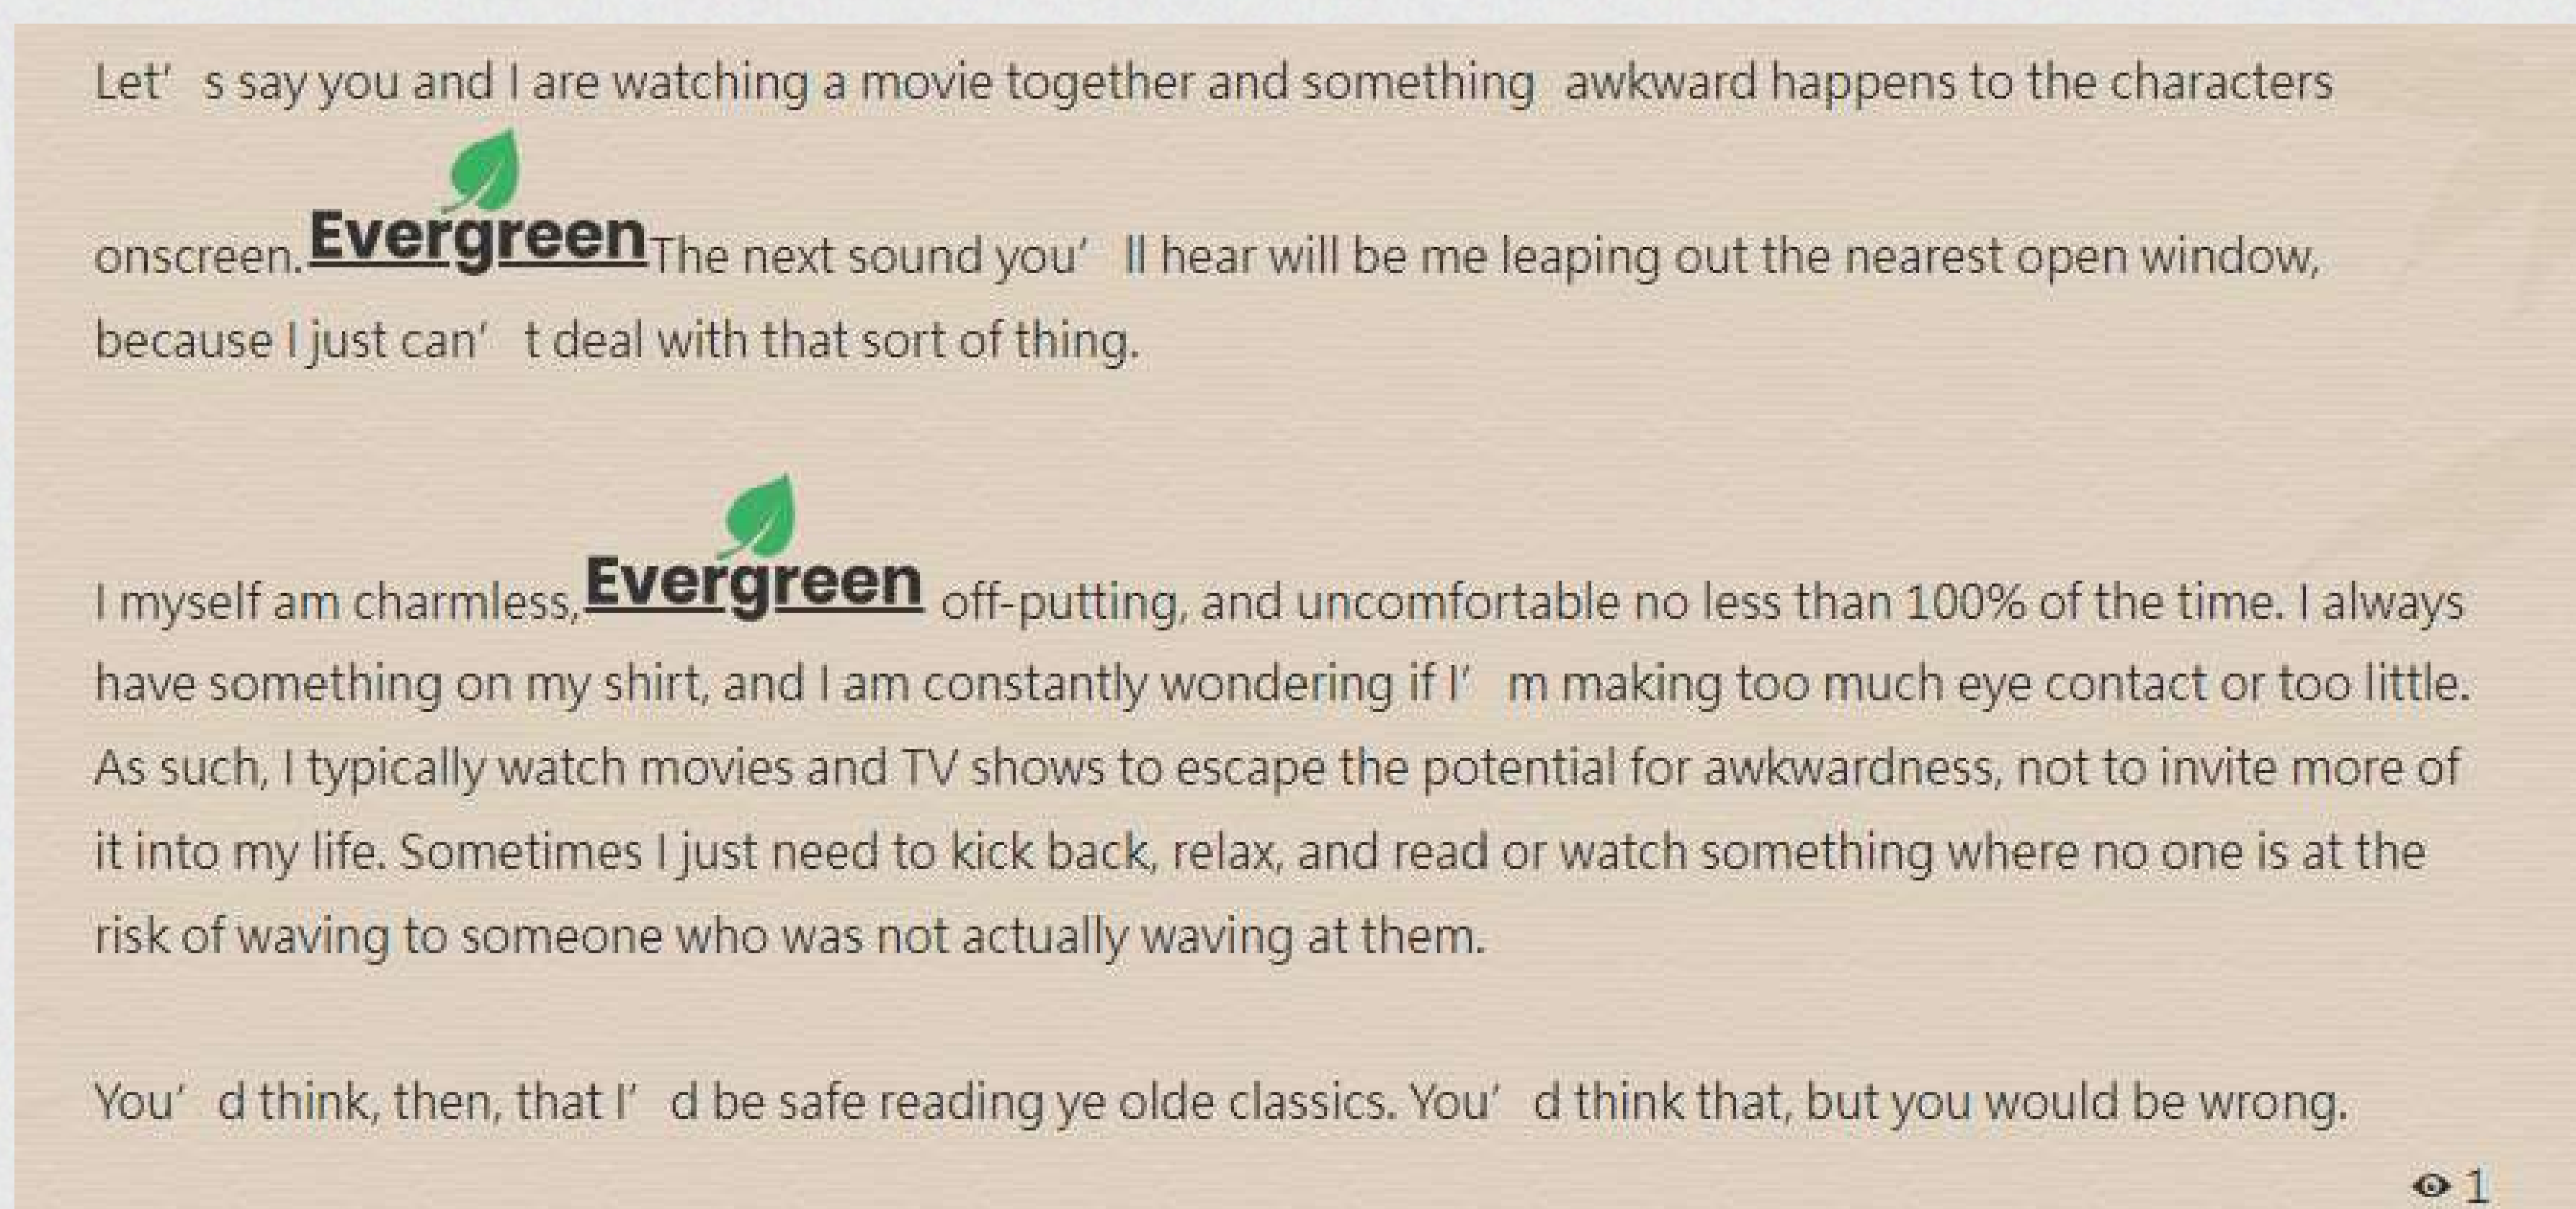 Let' s say you and I are watching a movie together and something awkward happens to the characters
onscreen. Evergreen The next sound you' ll hear will be me leaping out the nearest open window,
because I just can' t deal with that sort of thing.
I myself am charmless, Evergreen off-putting, and uncomfortable no less than 100% of the time. I always
have something on my shirt, and I am constantly wondering if I' m making too much eye contact or too little.
As such, I typically watch movies and TV shows to escape the potential for awkwardness, not to invite more of
it into my life. Sometimes I just need to kick back, relax, and read or watch something where no one is at the
risk of waving to someone who was not actually waving at them.
You' d think, then, that I' d be safe reading ye olde classics. You' d think that, but you would be wrong.
1